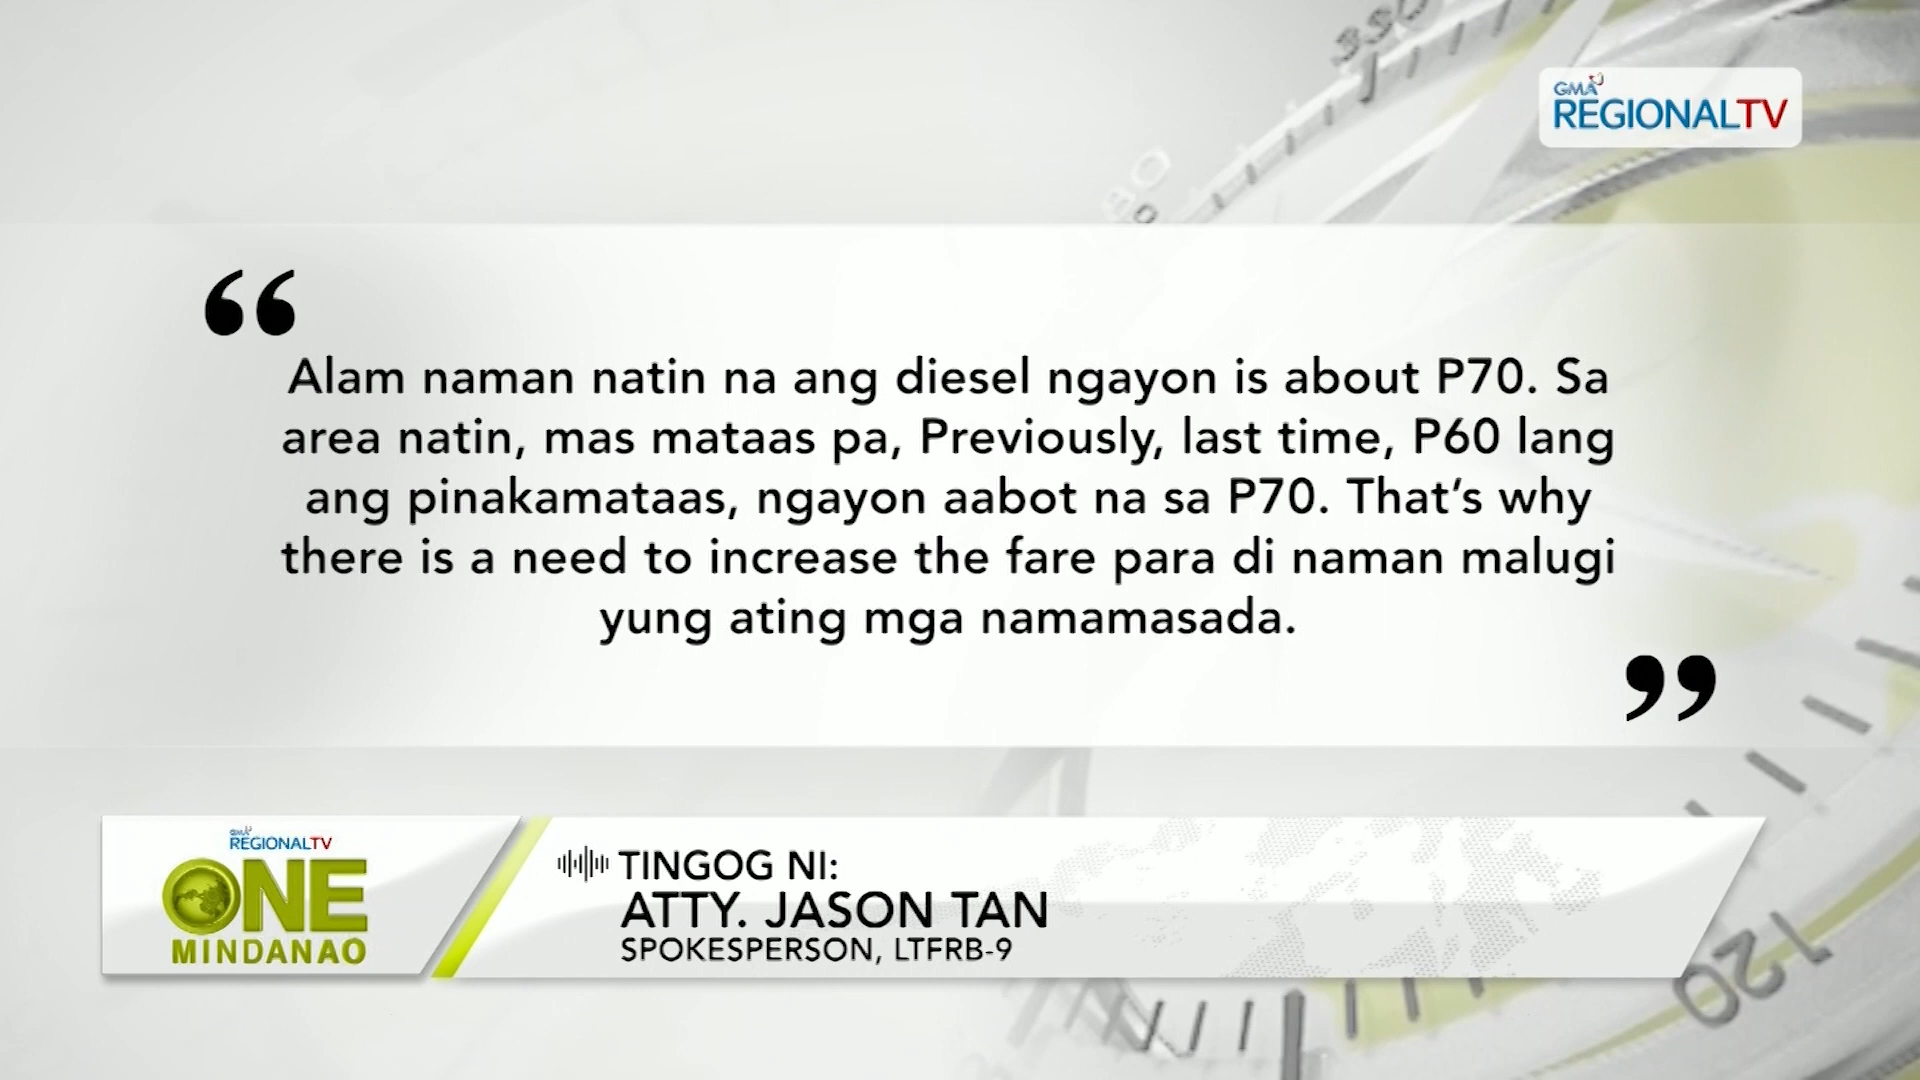 330
GMA
REGIONALTV
“
Alam naman natin na ang diesel ngayon is about P70. Sa
area natin, mas mataas pa, Previously, last time, P60 lang
ang pinakamataas, ngayon aabot na sa P70. That's why
there is a need to increase the fare para di naman malugi
yung ating mga namamasada.
”
GMA
REGIONALTV
ONE
MINDANAO
TINGOG NI:
ATTY. JASON TAN
SPOKESPERSON, LTFRB-9
120